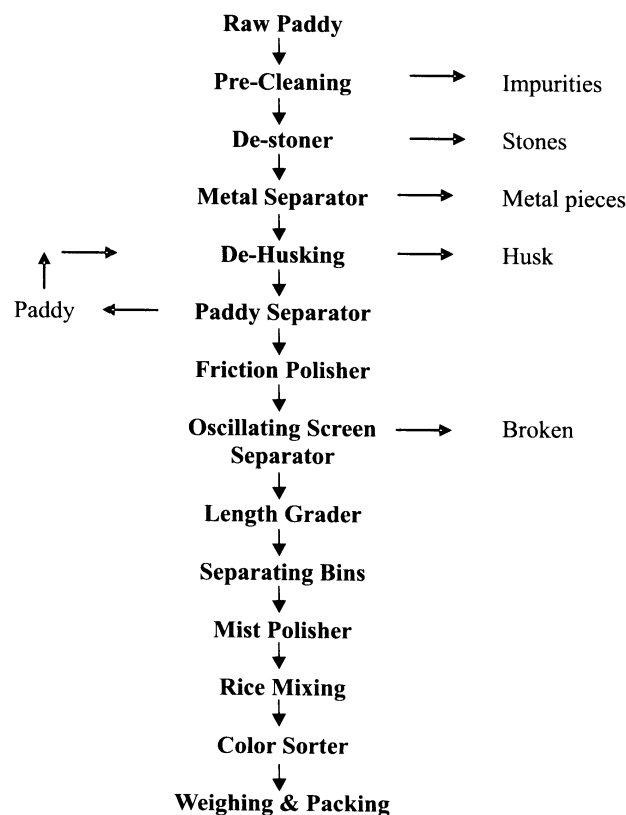 Raw Paddy
Pre-Cleaning
Impurities
De-stoner
Stones
Metal Separator
Metal pieces
De-Husking
Husk
Paddy
Paddy Separator
Friction Polisher
Oscillating Screen
Separator
Broken
Length Grader
Separating Bins
Mist Polisher
Rice Mixing
Color Sorter
Weighing & Packing